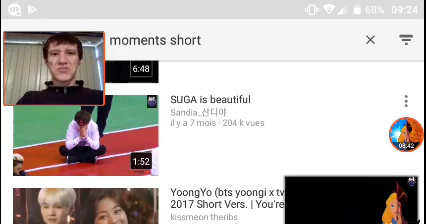 68% 09:24
moments short
6:48
SUGA is beautiful
Sandia_산디야
il y a 7 mois · 204 k vues
08:42
1:52
YoongYo (bts yoongi x tw
2017 Short Vers. | You're
kissmeon theribs